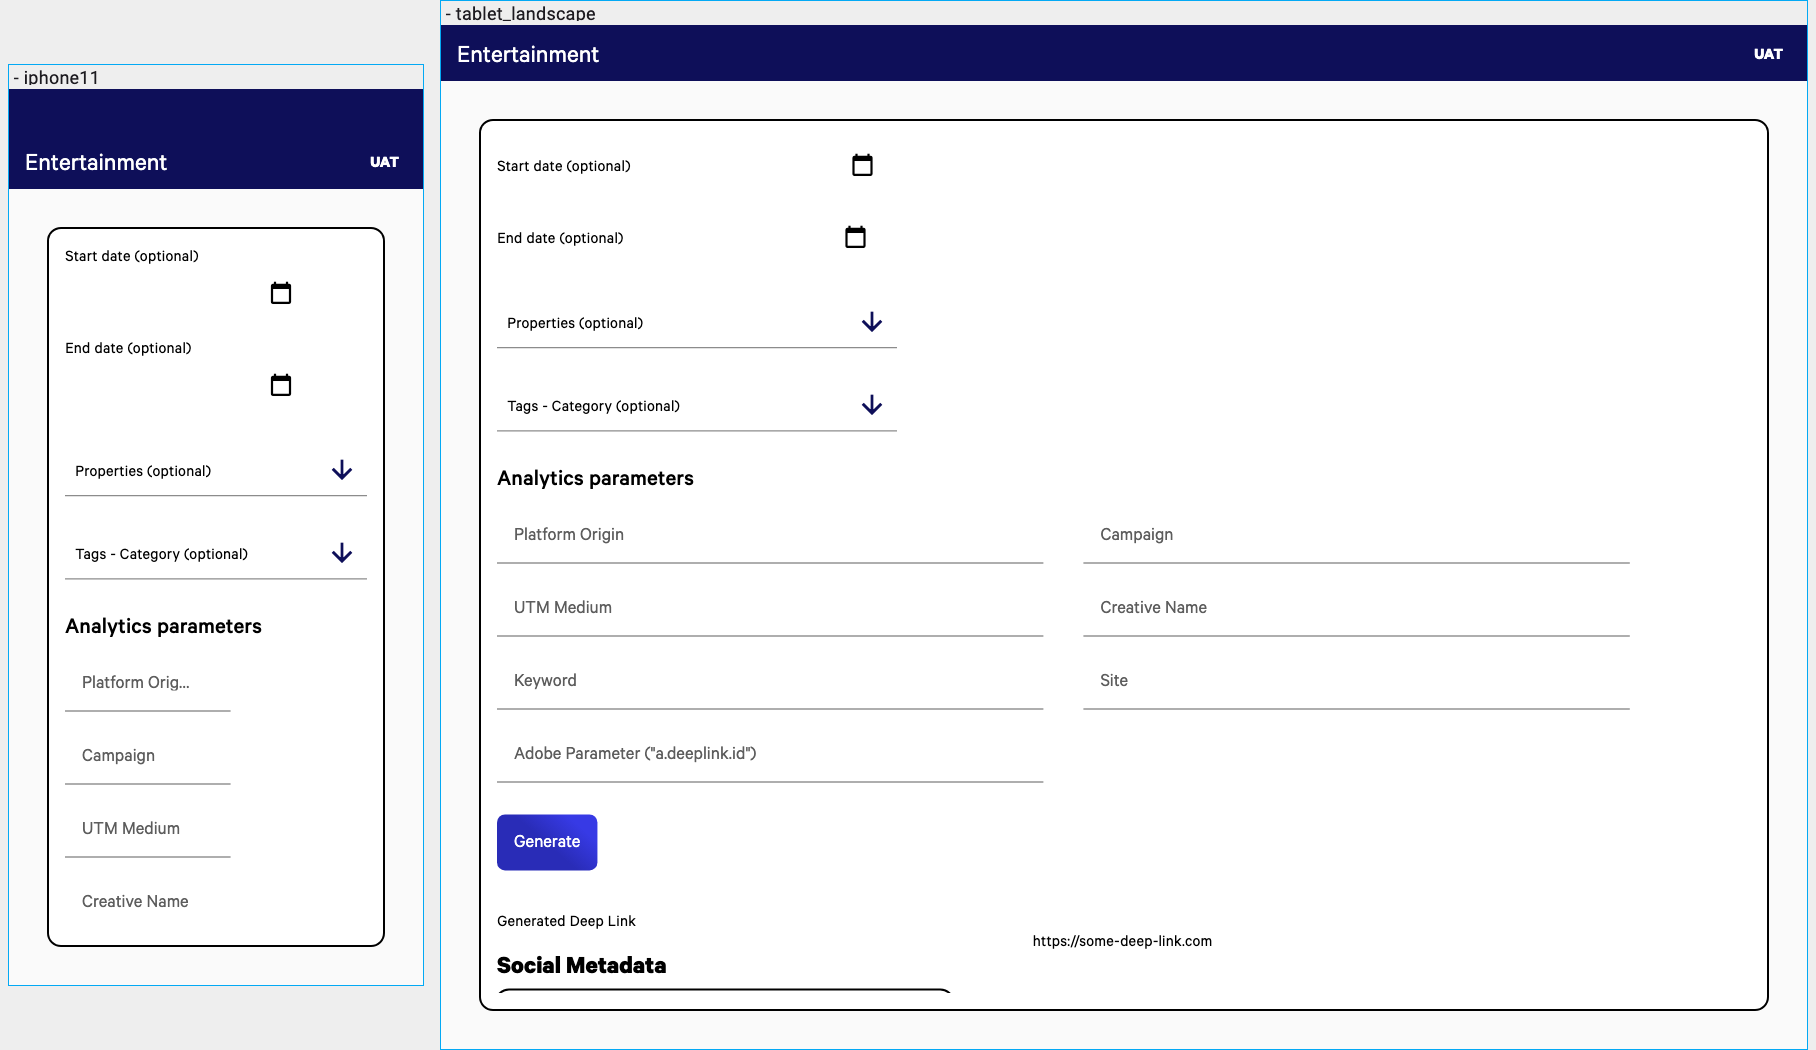 - iphone11
Entertainment
UAT
Start date (optional)
End date (optional)
Properties (optional)
Tags - Category (optional)
Analytics parameters
Platform Orig...
Campaign
UTM Medium
Creative Name
- tablet_landscape
Entertainment
UAT
Start date (optional)
End date (optional)
Properties (optional)
Tags - Category (optional)
Analytics parameters
Platform Origin
Campaign
UTM Medium
Creative Name
Keyword
Site
Adobe Parameter ("a.deeplink.id")
Generate
Generated Deep Link
https://some-deep-link.com
Social Metadata